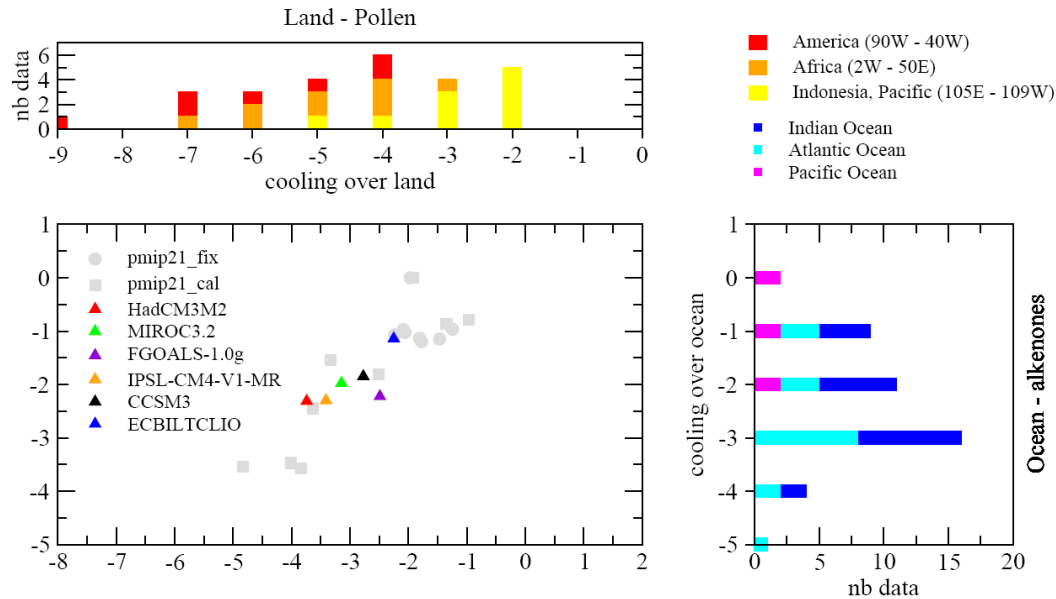 Land - Pollen
nb data
6
4
2
0
-9 -8 -7 -6 -5 -4 -3 -2 -1 0
cooling over land
America (90W - 40W)
Africa (2W - 50E)
Indonesia, Pacific (105E - 109W)
Indian Ocean
Atlantic Ocean
Pacific Ocean
1
0
-1
-2
-3
-4
-5
pmip21_fix
pmip21_cal
HadCM3M2
MIROC3.2
FGOALS-1.0g
IPSL-CM4-V1-MR
CCSM3
ECBILTCLIO
-8 -7 -6 -5 -4 -3 -2 -1 0 1 2
cooling over ocean
1
0
-1
-2
-3
-4
-5
0 5 10 15 20
nb data
Ocean - alkenones